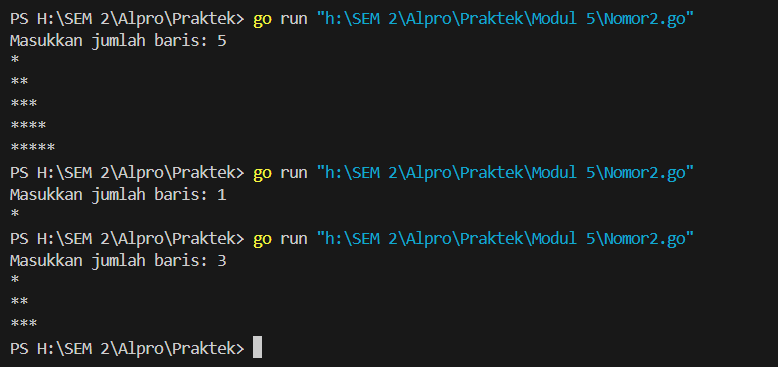 PS H:\SEM 2\Alpro\Praktek> go run "h:\SEM 2\Alpro\Praktek\Modul 5\Nomor2.go"
Masukkan jumlah baris: 5
*
**
***
****
*****
PS H:\SEM 2\Alpro\Praktek> go run "h:\SEM 2\Alpro\Praktek\Modul 5\Nomor2.go"
Masukkan jumlah baris: 1
*
PS H:\SEM 2\Alpro\Praktek> go run "h:\SEM 2\Alpro\Praktek\Modul 5\Nomor2.go"
Masukkan jumlah baris: 3
*
**
***
PS H:\SEM 2\Alpro\Praktek>